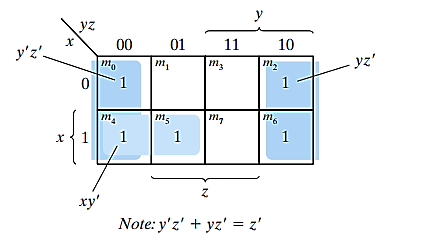 y
yz
x
00 01 11 10
y'z'
yz'
m0 m1 m3 m2
0 1 1
m4 m5 m7 m6
x { 1 1 1 1
z
xy'
Note: y'z' + yz' = z'